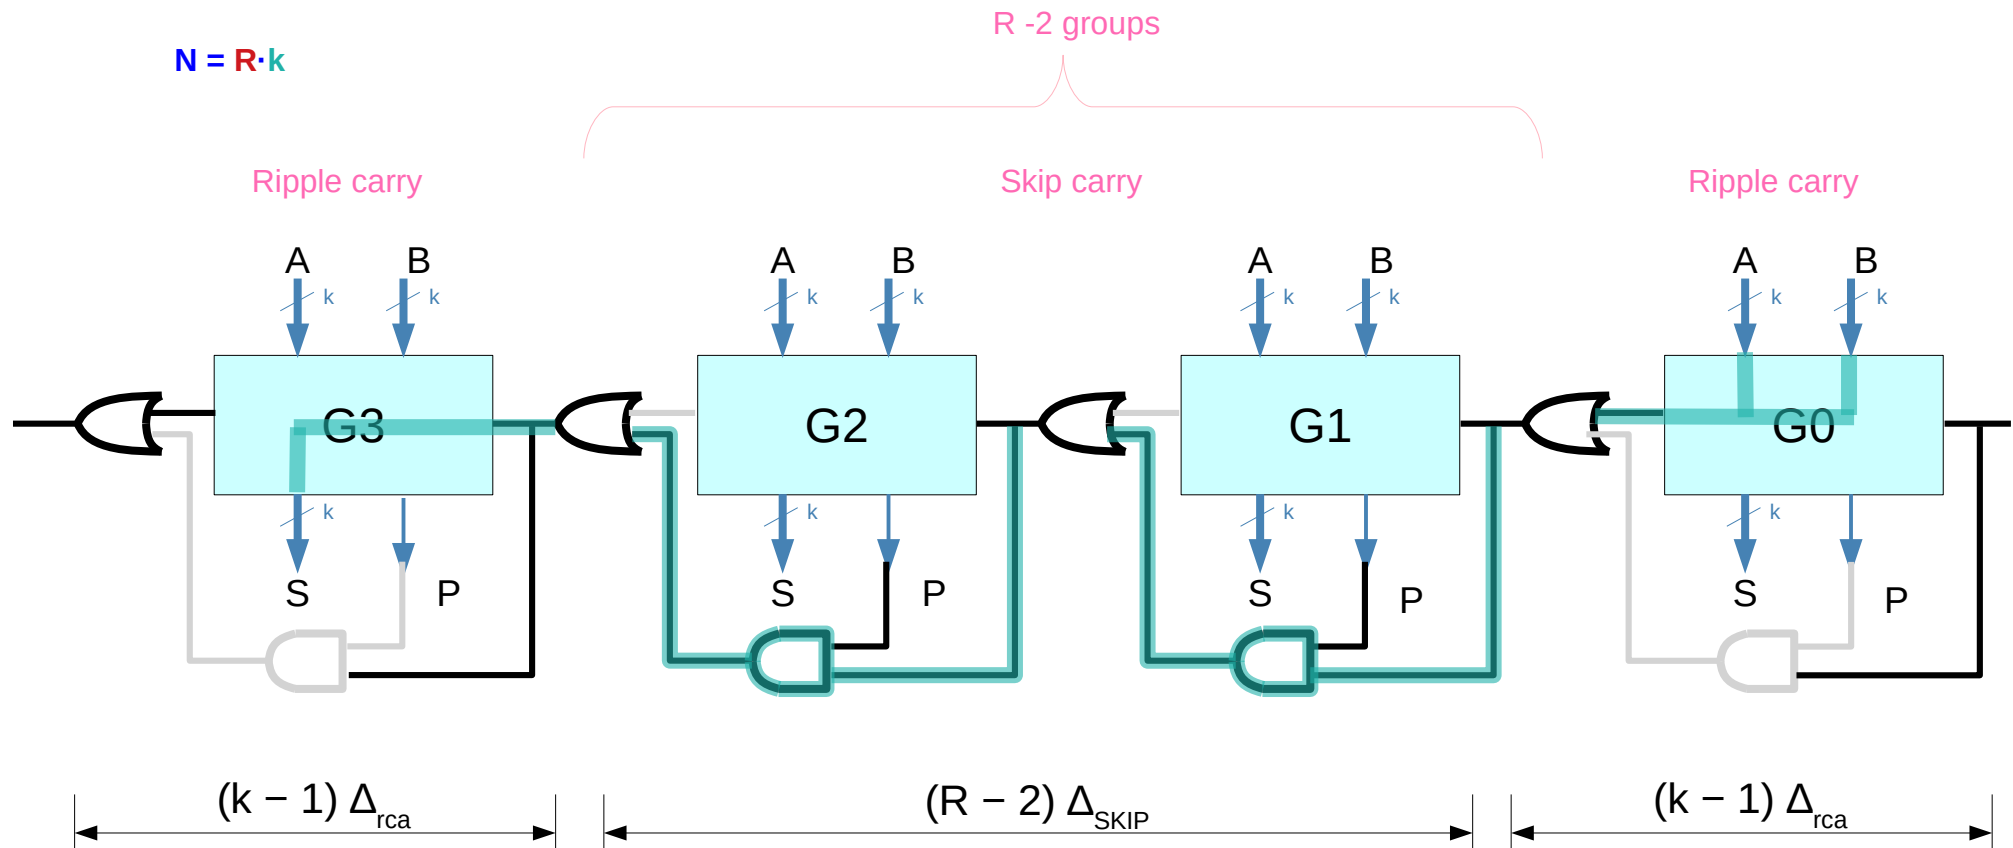 R -2 groups
N = R·k
Ripple carry
Skip carry
Ripple carry
A B A B A B A B
k k k k k k k k
G3 G2 G1 G0
k k k k
S P S P S P S P
(k − 1) Δrca
(R − 2) ΔSKIP
(k − 1) Δrca